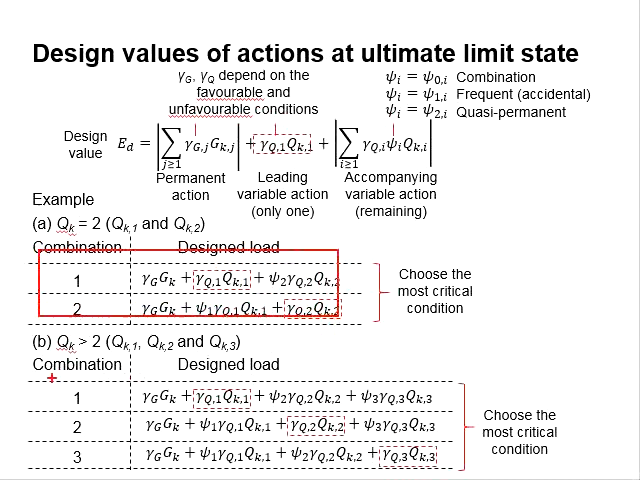 Design values of actions at ultimate limit state
γG, γQ depend on the favourable and unfavourable conditions
ψi = ψ0,i Combination
ψi = ψ1,i Frequent (accidental)
ψi = ψ2,i Quasi-permanent
Design value Ed = |∑j≥1 γG,jGk,j| + γQ,1Qk,1 + |∑i≥1 γQ,iψiQk,i|
Permanent action
Leading variable action (only one)
Accompanying variable action (remaining)
Example
(a) Qk = 2 (Qk,1 and Qk,2)
Combination Designed load
1 γGGk + γQ,1Qk,1 + ψ2γQ,2Qk,2
2 γGGk + ψ1γQ,1Qk,1 + γQ,2Qk,2
Choose the most critical condition
(b) Qk > 2 (Qk,1, Qk,2 and Qk,3)
Combination Designed load
1 γGGk + γQ,1Qk,1 + ψ2γQ,2Qk,2 + ψ3γQ,3Qk,3
2 γGGk + ψ1γQ,1Qk,1 + γQ,2Qk,2 + ψ3γQ,3Qk,3
3 γGGk + ψ1γQ,1Qk,1 + ψ2γQ,2Qk,2 + γQ,3Qk,3
Choose the most critical condition